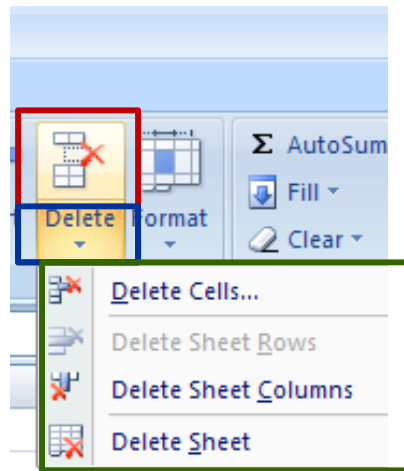 Σ AutoSum
Fill
Delete Format
Clear
Delete Cells...
Delete Sheet Rows
Delete Sheet Columns
Delete Sheet